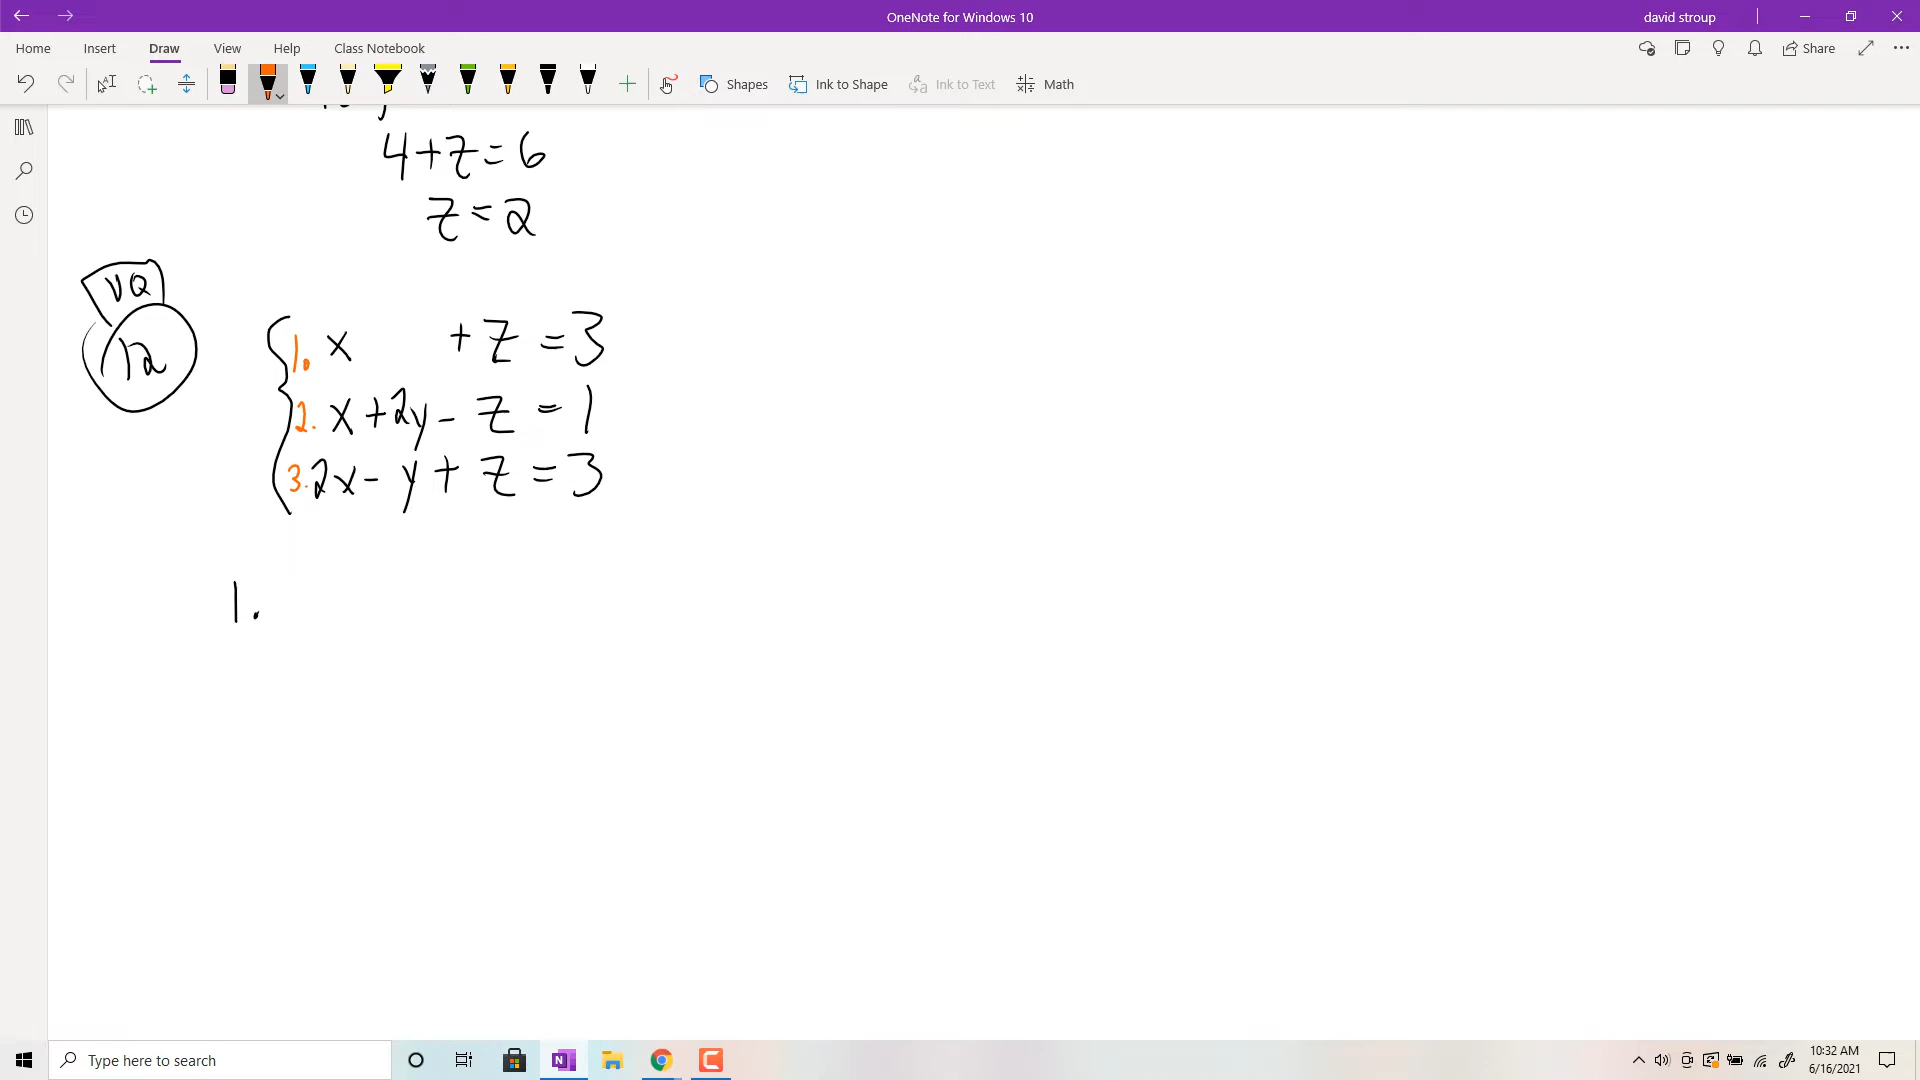 OneNote for Windows 10
david stroup
Home Insert Draw View Help Class Notebook
Share
Shapes Ink to Shape Ink to Text Math
4+z=6
z=2
VQ
12
1. x +z=3
2. x+2y-z=1
3. 2x-y+z=3
1.
Type here to search
10:32 AM
6/16/2021